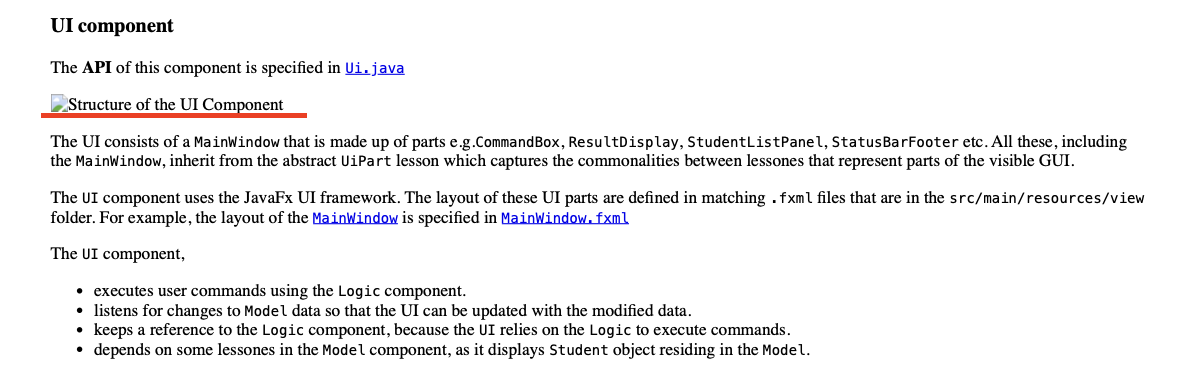 UI component
The API of this component is specified in Ui.java
Structure of the UI Component
The UI consists of a MainWindow that is made up of parts e.g.CommandBox, ResultDisplay, StudentListPanel, StatusBarFooter etc. All these, including
the MainWindow, inherit from the abstract UiPart lesson which captures the commonalities between lessones that represent parts of the visible GUI.
The UI component uses the JavaFx UI framework. The layout of these UI parts are defined in matching .fxml files that are in the src/main/resources/view
folder. For example, the layout of the MainWindow is specified in MainWindow.fxml
The UI component,
• executes user commands using the Logic component.
• listens for changes to Model data so that the UI can be updated with the modified data.
• keeps a reference to the Logic component, because the UI relies on the Logic to execute commands.
• depends on some lessones in the Model component, as it displays Student object residing in the Model.